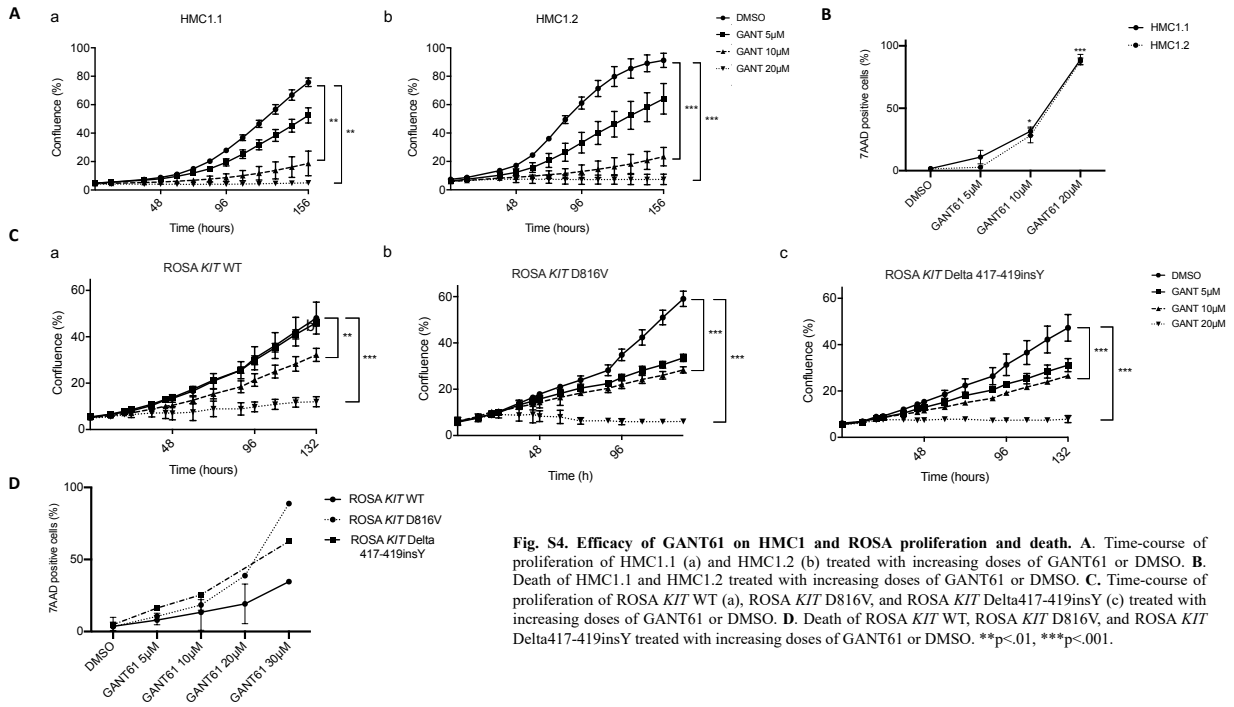 A
a
HMC1.1
Confluence (%)
100
80
60
40
20
0
48
96
156
Time (hours)
**
**
b
HMC1.2
Confluence (%)
100
80
60
40
20
0
48
96
156
Time (hours)
***
***
DMSO
GANT 5µM
GANT 10µM
GANT 20µM
B
7AAD positive cells (%)
100
50
0
DMSO
GANT61 5µM
GANT61 10µM
GANT61 20µM
*
***
HMC1.1
HMC1.2
C
a
ROSA KIT WT
Confluence (%)
60
40
20
0
48
96
132
Time (hours)
**
***
b
ROSA KIT D816V
Confluence (%)
60
40
20
0
48
96
Time (h)
***
***
c
ROSA KIT Delta 417-419insY
Confluence (%)
60
40
20
0
48
96
132
Time (hours)
***
***
DMSO
GANT 5µM
GANT 10µM
GANT 20µM
D
7AAD positive cells (%)
100
50
0
DMSO
GANT61 5µM
GANT61 10µM
GANT61 20µM
GANT61 30µM
ROSA KIT WT
ROSA KIT D816V
ROSA KIT Delta
417-419insY
Fig. S4. Efficacy of GANT61 on HMC1 and ROSA proliferation and death. A. Time-course of
proliferation of HMC1.1 (a) and HMC1.2 (b) treated with increasing doses of GANT61 or DMSO. B.
Death of HMC1.1 and HMC1.2 treated with increasing doses of GANT61 or DMSO. C. Time-course of
proliferation of ROSA KIT WT (a), ROSA KIT D816V, and ROSA KIT Delta417-419insY (c) treated with
increasing doses of GANT61 or DMSO. D. Death of ROSA KIT WT, ROSA KIT D816V, and ROSA KIT
Delta417-419insY treated with increasing doses of GANT61 or DMSO. **p<.01, ***p<.001.